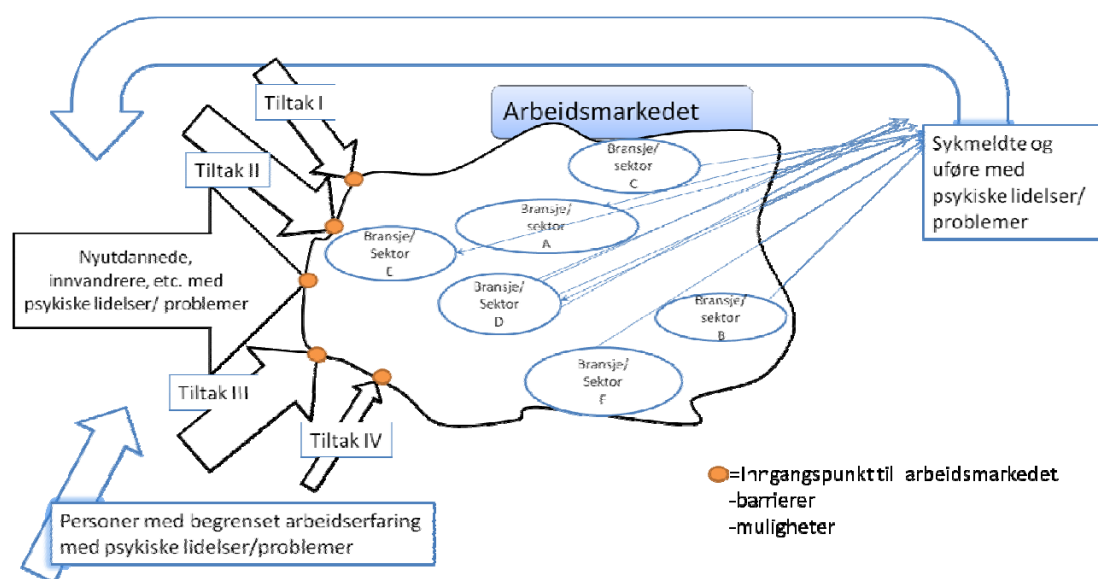 Tiltak I
Arbeidsmarkedet
Bransje/
sektor
C
Sykmeldte og
uføre med
psykiske lidelser/
problemer
Tiltak II
Bransje/
sektor
A
Bransje/
Sektor
E
Nyutdannede,
innvandrere, etc. med
psykiske lidelser/ problemer
Bransje/
Sektor
D
Bransje/
sektor
B
Bransje/
Sektor
F
Tiltak III
Tiltak IV
=Inngangspunkt til arbeidsmarkedet
-barrierer
-muligheter
Personer med begrenset arbeidserfaring
med psykiske lidelser/problemer